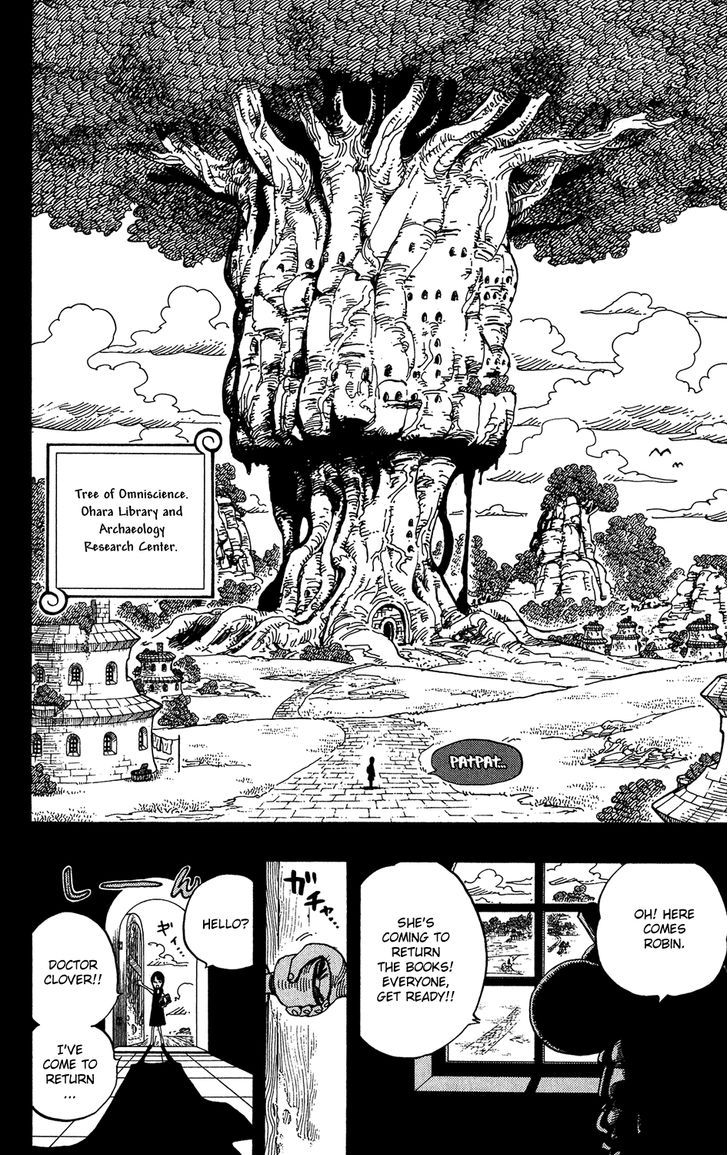 Tree of Omniscience.
Ohara Library and
Archaeology
Research Center.
PATPAT...
OH! HERE
COMES
ROBIN.
SHE'S
COMING TO
RETURN
THE BOOKS!
EVERYONE,
GET READY!!
ガチャ...
ギィ...
しーん
HELLO?
DOCTOR
CLOVER!!
I'VE
COME TO
RETURN
...